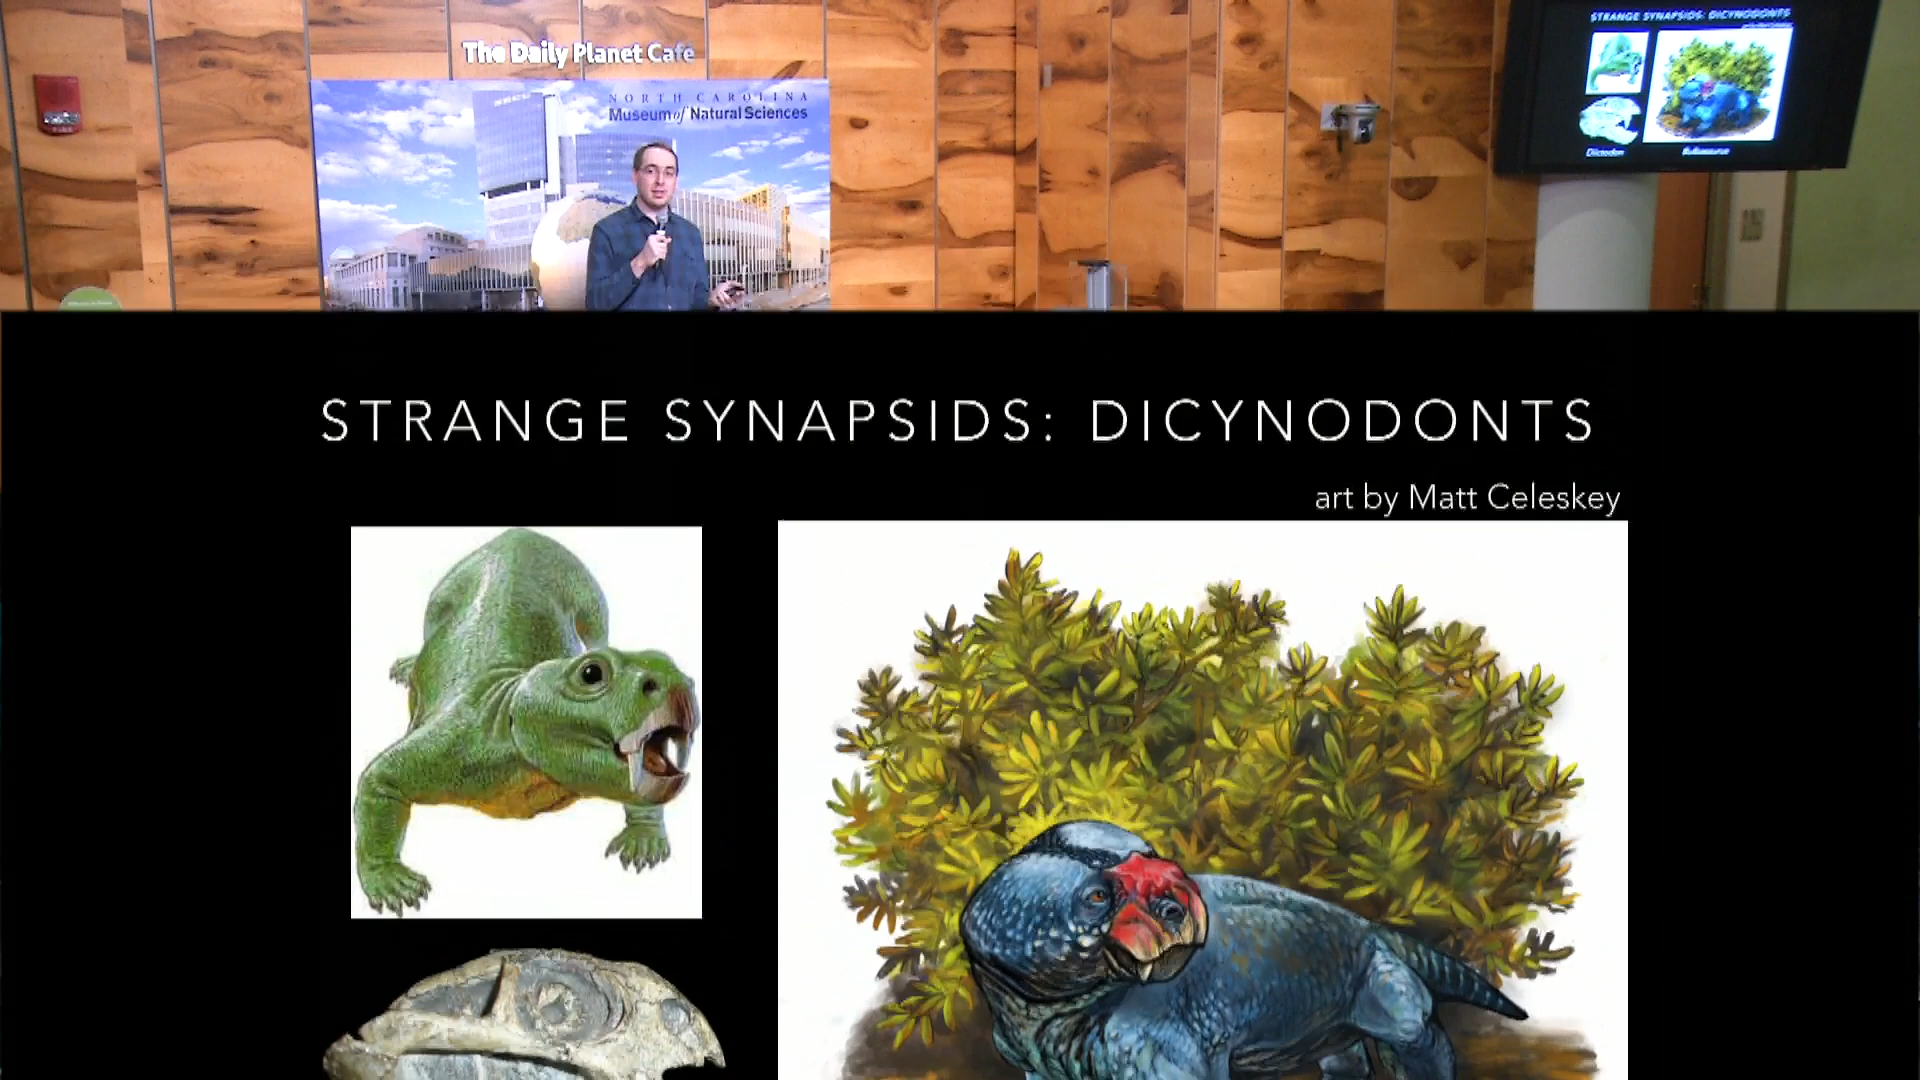 The Daily Planet Cafe
NORTH CAROLINA
Museum of Natural Sciences
STRANGE SYNAPSIDS: DICYNODONTS
Diictodon
STRANGE SYNAPSIDS: DICYNODONTS
art by Matt Celeskey